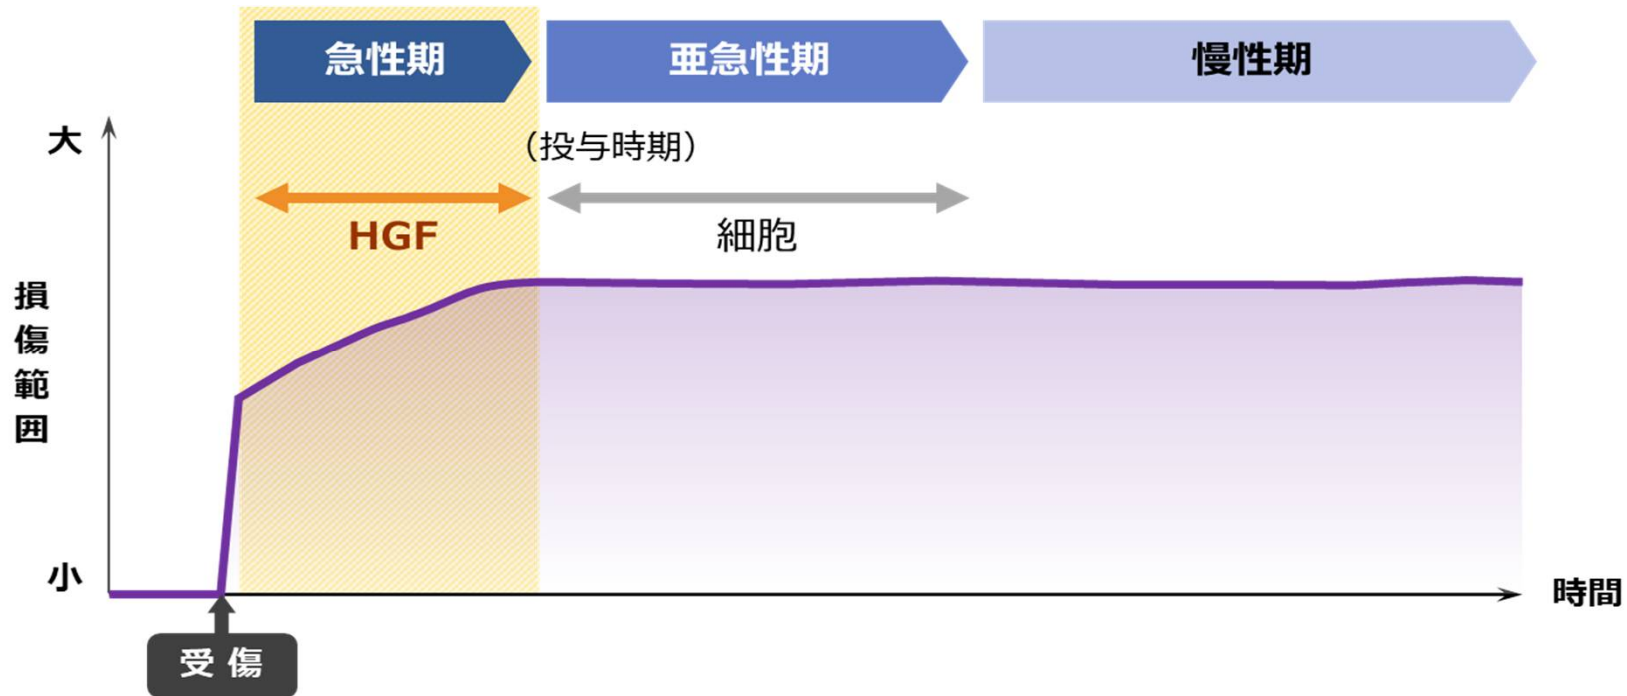 急性期
亜急性期
慢性期
大
（投与時期）
HGF
細胞
損傷範囲
小
時間
受傷